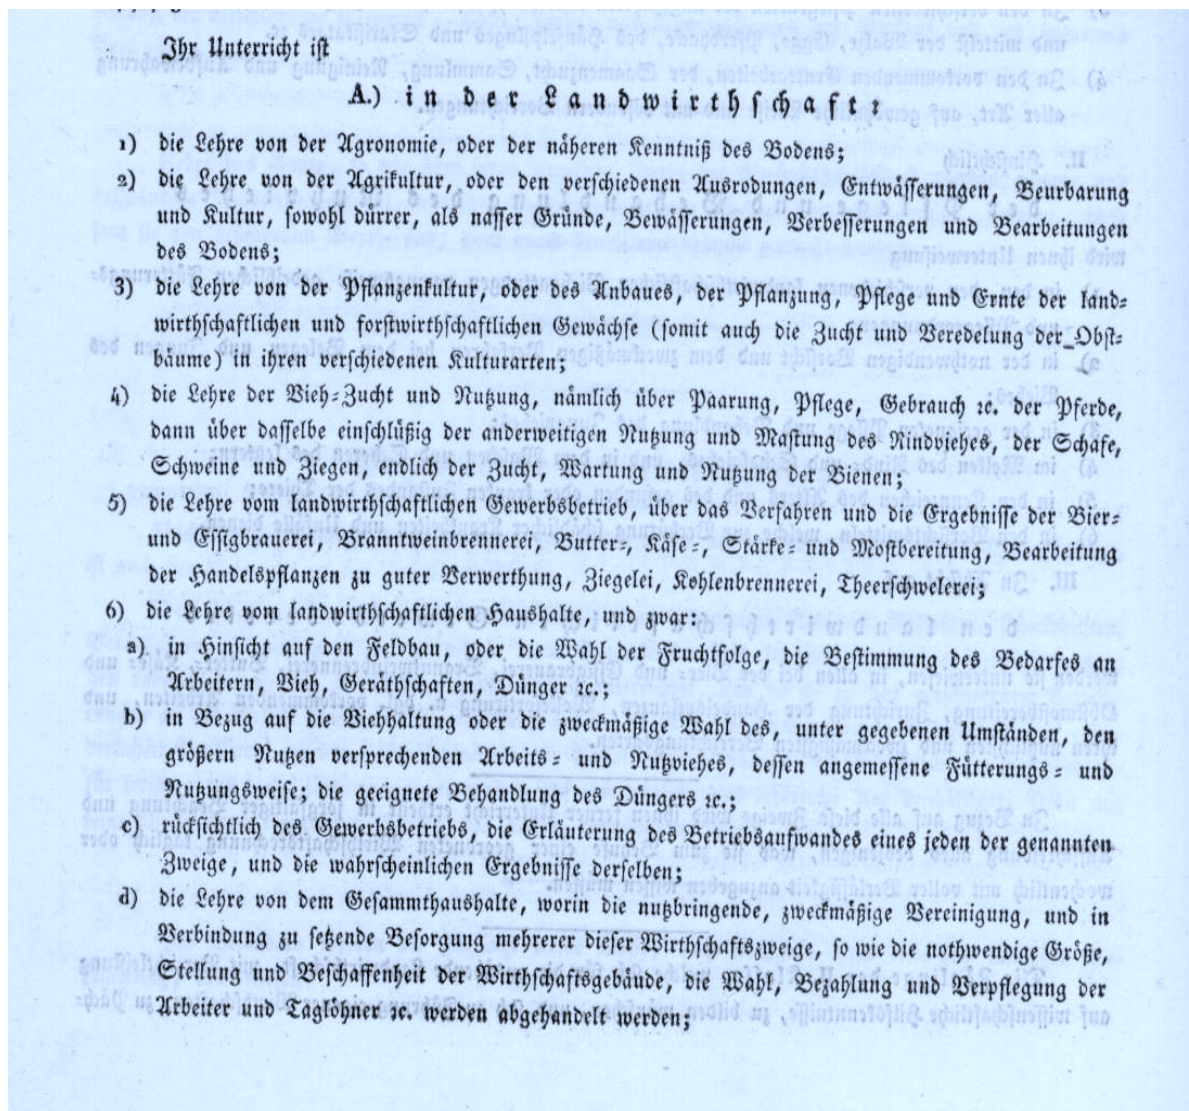 Ihr Unterricht ist
A.) in der Landwirthschaft:
1) die Lehre von der Agronomie, oder der näheren Kenntniß des Bodens;
2) die Lehre von der Agrikultur, oder den verschiedenen Ausrodungen, Entwässerungen, Beurbarung
und Kultur, sowohl dürrer, als nasser Gründe, Bewässerungen, Verbesserungen und Bearbeitungen
des Bodens;
3) die Lehre von der Pflanzenkultur, oder des Anbaues, der Pflanzung, Pflege und Ernte der land-
wirthschaftlichen und forstwirthschaftlichen Gewächse (somit auch die Zucht und Veredelung der Obst-
bäume) in ihren verschiedenen Kulturarten;
4) die Lehre der Vieh-Zucht und Nutzung, nämlich über Paarung, Pflege, Gebrauch ꝛc. der Pferde,
dann über dasselbe einschlüßig der anderweitigen Nutzung und Mastung des Rindviehes, der Schafe,
Schweine und Ziegen, endlich der Zucht, Wartung und Nutzung der Bienen;
5) die Lehre vom landwirthschaftlichen Gewerbsbetrieb, über das Verfahren und die Ergebnisse der Bier-
und Essigbrauerei, Branntweinbrennerei, Butter-, Käse-, Stärke- und Mostbereitung, Bearbeitung
der Handelspflanzen zu guter Verwerthung, Ziegelei, Kohlenbrennerei, Theerschwelerei;
6) die Lehre vom landwirthschaftlichen Haushalte, und zwar:
a) in Hinsicht auf den Feldbau, oder die Wahl der Fruchtfolge, die Bestimmung des Bedarfes an
Arbeitern, Vieh, Geräthschaften, Dünger ꝛc.;
b) in Bezug auf die Viehhaltung oder die zweckmäßige Wahl des, unter gegebenen Umständen, den
größern Nutzen versprechenden Arbeits- und Nutzviehes, dessen angemessene Fütterungs- und
Nutzungsweise; die geeignete Behandlung des Düngers ꝛc.;
c) rücksichtlich des Gewerbsbetriebs, die Erläuterung des Betriebsaufwandes eines jeden der genannten
Zweige, und die wahrscheinlichen Ergebnisse derselben;
d) die Lehre von dem Gesammthaushalte, worin die nutzbringende, zweckmäßige Vereinigung, und in
Verbindung zu setzende Besorgung mehrerer dieser Wirthschaftszweige, so wie die nothwendige Größe,
Stellung und Beschaffenheit der Wirthschaftsgebäude, die Wahl, Bezahlung und Verpflegung der
Arbeiter und Taglöhner ꝛc. werden abgehandelt werden;